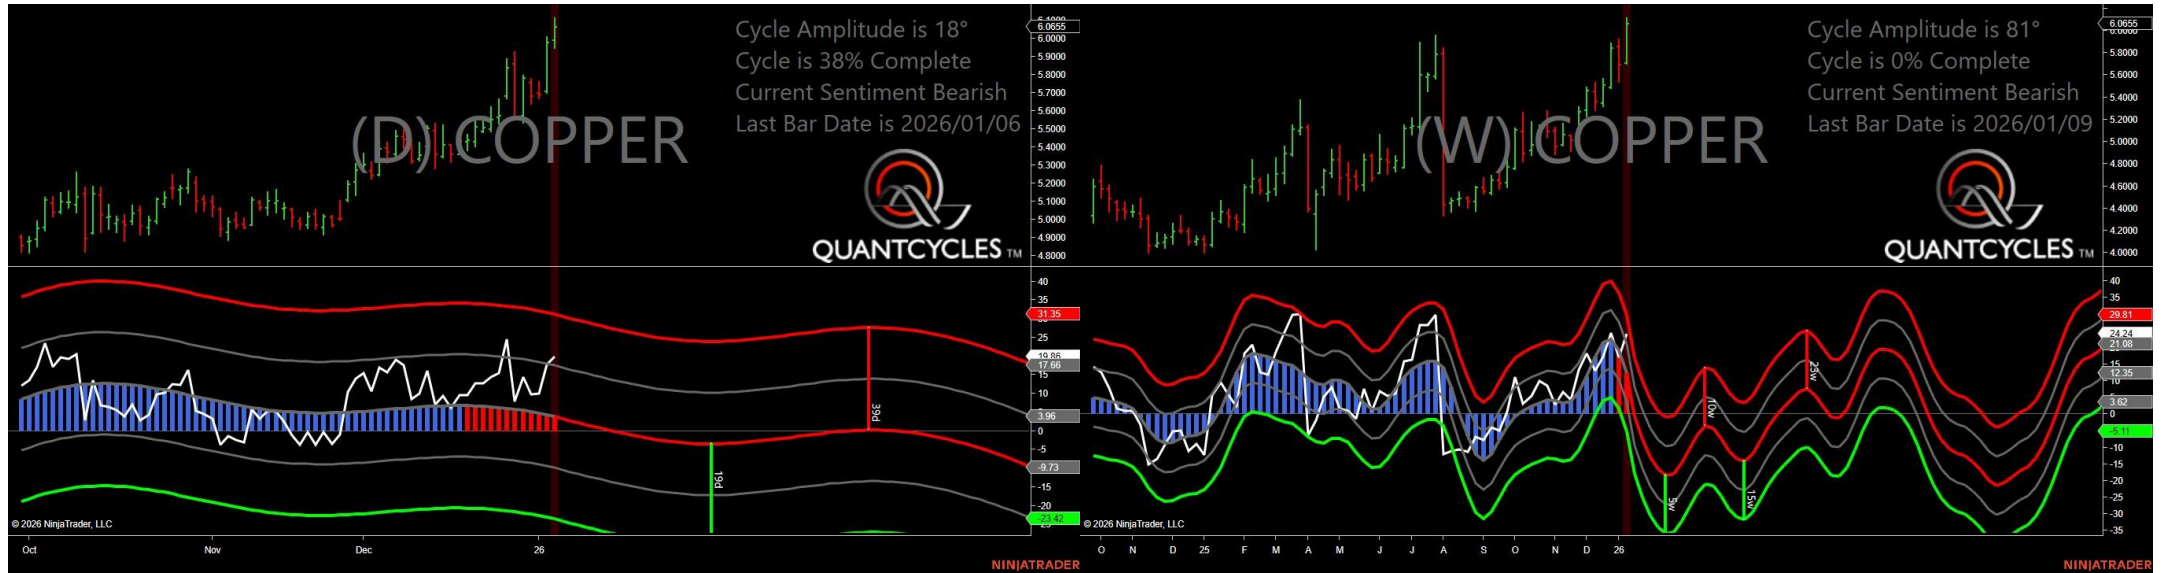 Cycle Amplitude is 18°
Cycle is 38% Complete
Current Sentiment Bearish
Last Bar Date is 2026/01/06
(D) COPPER
QUANTCYCLES TM
6.0655
6.0000
5.9000
5.8000
5.7000
5.6000
5.5000
5.4000
5.3000
5.2000
5.1000
5.0000
4.9000
4.8000
40
35
31.35
25
19.86
17.66
15
10
5
3.96
0
-5
-9.73
-15
-20
-23.42
39d
19d
© 2026 NinjaTrader, LLC
Oct Nov Dec 26
NINJATRADER
Cycle Amplitude is 81°
Cycle is 0% Complete
Current Sentiment Bearish
Last Bar Date is 2026/01/09
(W) COPPER
QUANTCYCLES TM
6.0655
5.8000
5.6000
5.4000
5.2000
5.0000
4.8000
4.6000
4.4000
4.2000
4.0000
40
35
29.81
24.24
21.08
15
12.35
10
3.62
0
-5.11
-10
-15
-20
-25
-30
-35
5w
10w
15w
23w
© 2026 NinjaTrader, LLC
O N D 25 F M A M J J A S O N D 26
NINJATRADER